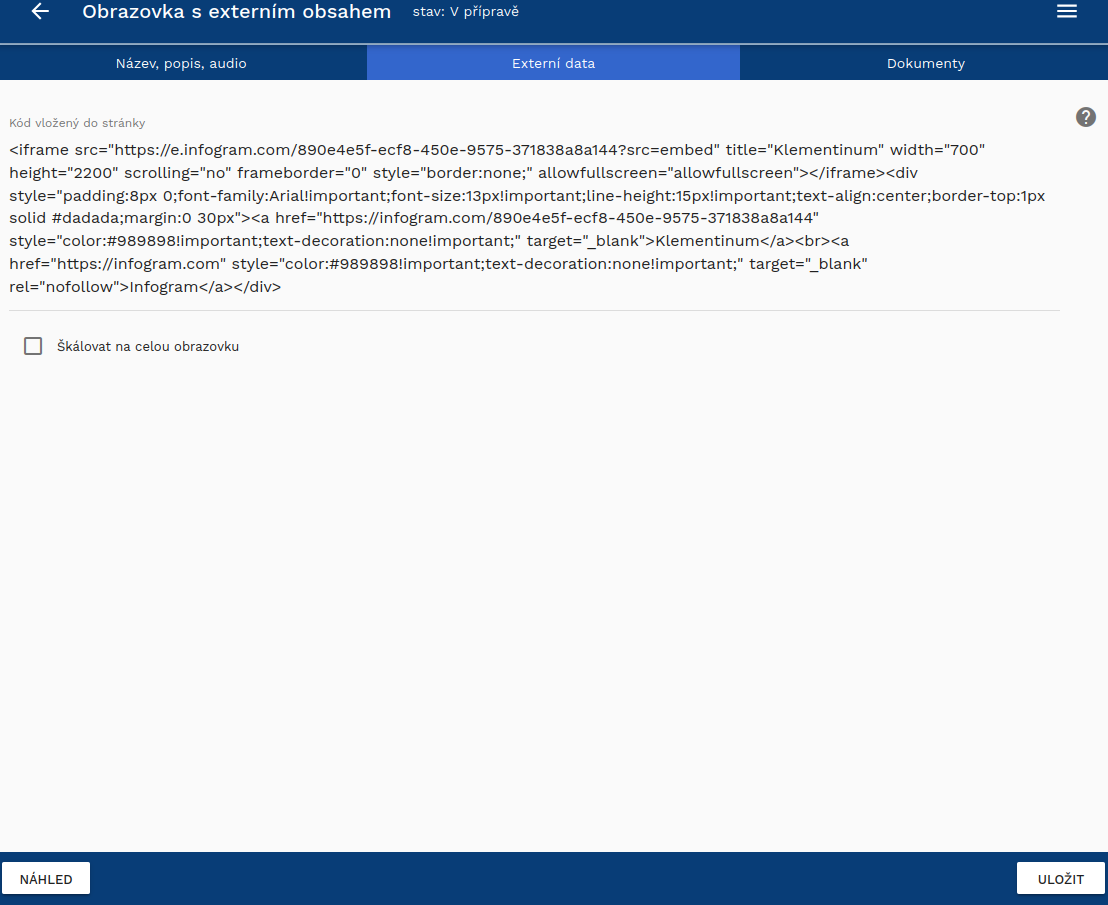 Obrazovka s externím obsahem stav: V přípravě
Název, popis, audio Externí data Dokumenty
Kód vložený do stránky
<iframe src="https://e.infogram.com/890e4e5f-ecf8-450e-9575-371838a8a144?src=embed" title="Klementinum" width="700"
height="2200" scrolling="no" frameborder="0" style="border:none;" allowfullscreen="allowfullscreen"></iframe><div
style="padding:8px 0;font-family:Arial!important;font-size:13px!important;line-height:15px!important;text-align:center;border-top:1px
solid #dadada;margin:0 30px"><a href="https://infogram.com/890e4e5f-ecf8-450e-9575-371838a8a144"
style="color:#989898!important;text-decoration:none!important;" target="_blank">Klementinum</a><br><a
href="https://infogram.com" style="color:#989898!important;text-decoration:none!important;" target="_blank"
rel="nofollow">Infogram</a></div>
Škálovat na celou obrazovku
NÁHLED ULOŽIT